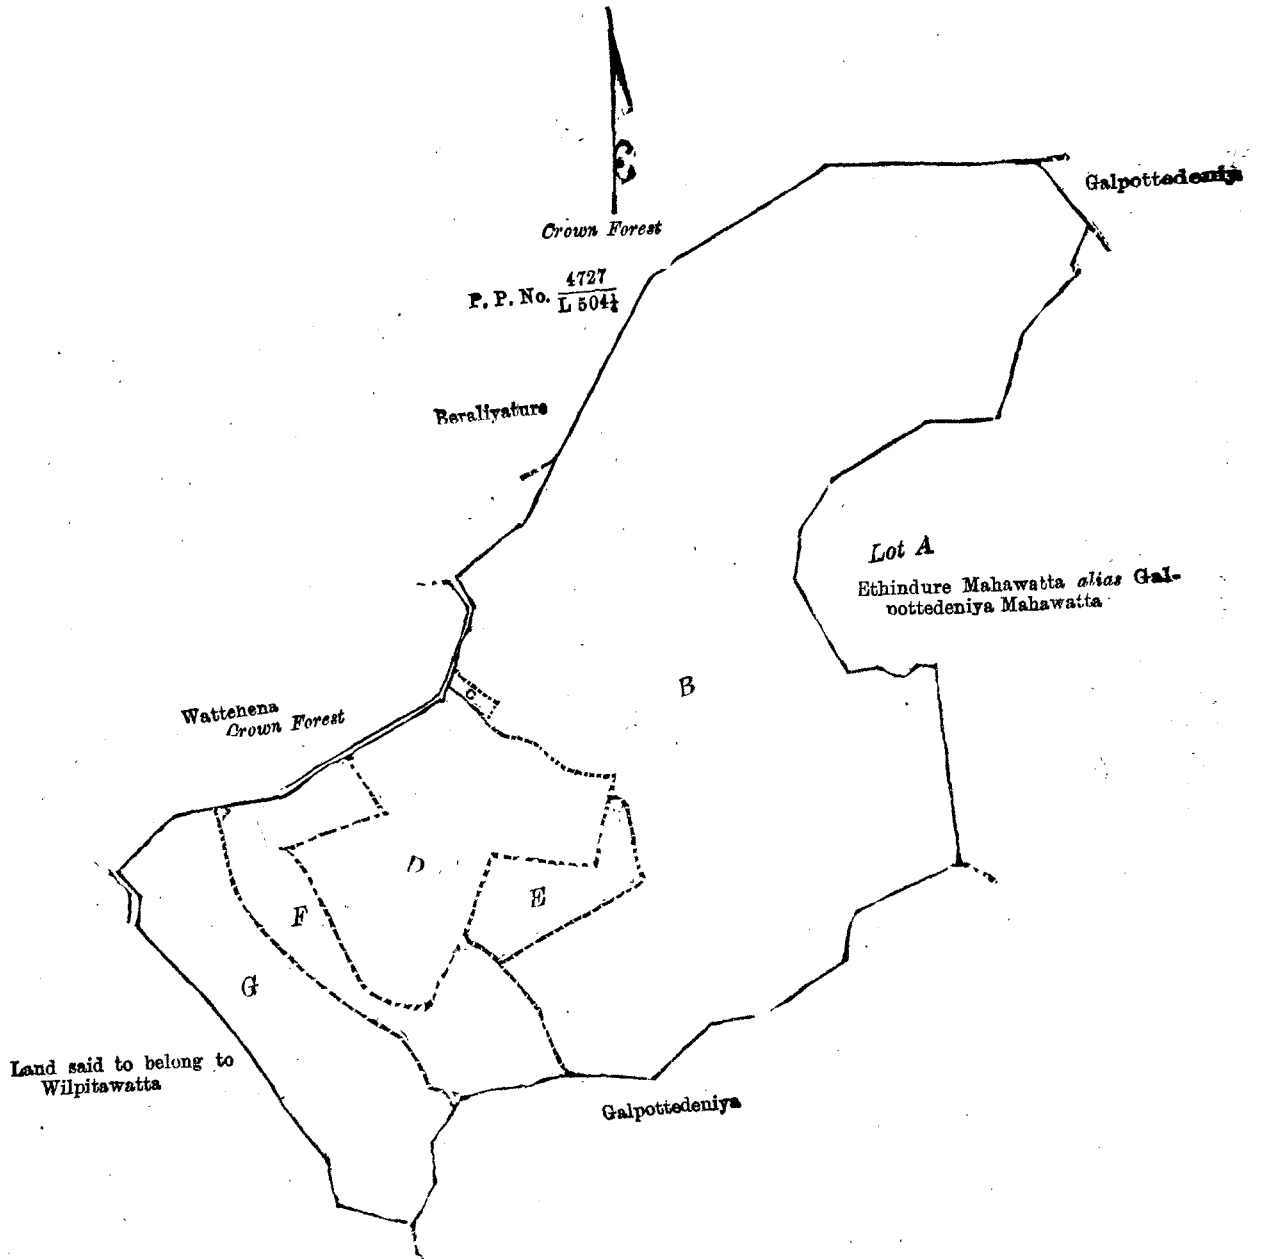 Galpottedeniya
Crown Forest
P. P. No. 4727
L 504½
Beraliyature
Lot A
Ethindure Mahawatta alias Gal-
pottedeniya Mahawatta
B
C
Wattehena
Crown Forest
D
E
F
G
Land said to belong to
Wilpitawatta
Galpottedeniya